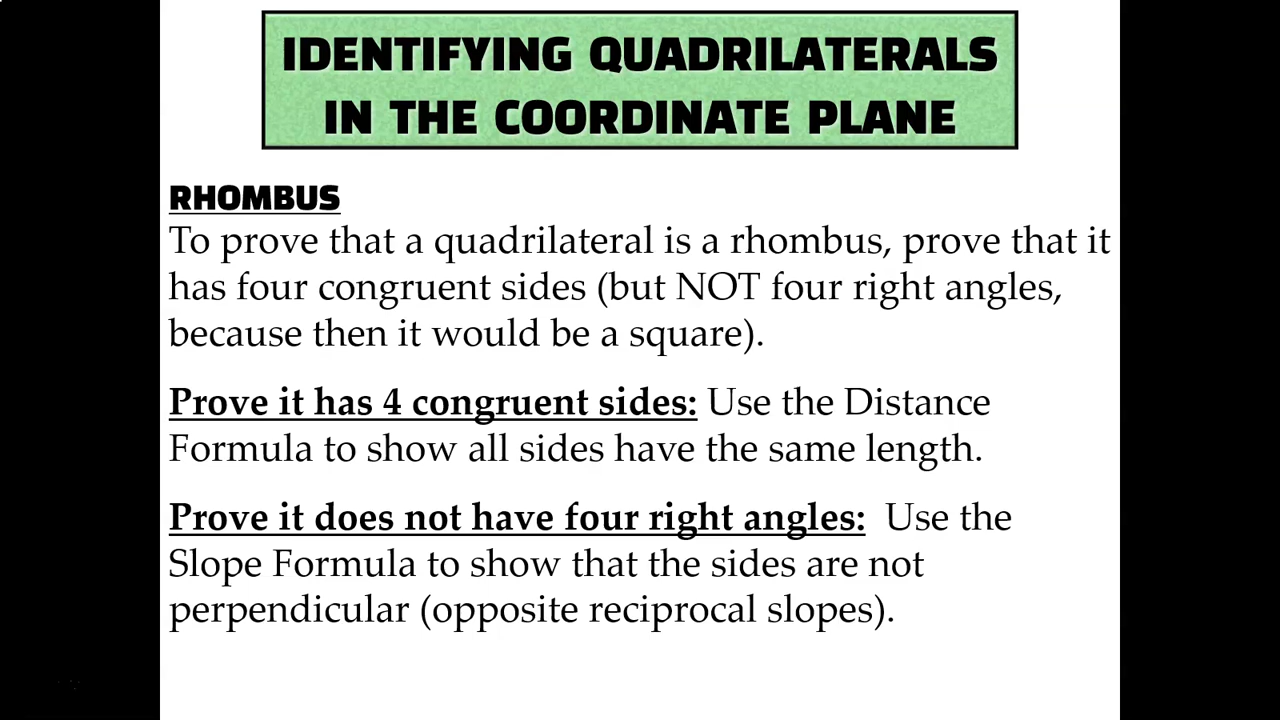 IDENTIFYING QUADRILATERALS
IN THE COORDINATE PLANE
RHOMBUS
To prove that a quadrilateral is a rhombus, prove that it
has four congruent sides (but NOT four right angles,
because then it would be a square).
Prove it has 4 congruent sides: Use the Distance
Formula to show all sides have the same length.
Prove it does not have four right angles:  Use the
Slope Formula to show that the sides are not
perpendicular (opposite reciprocal slopes).